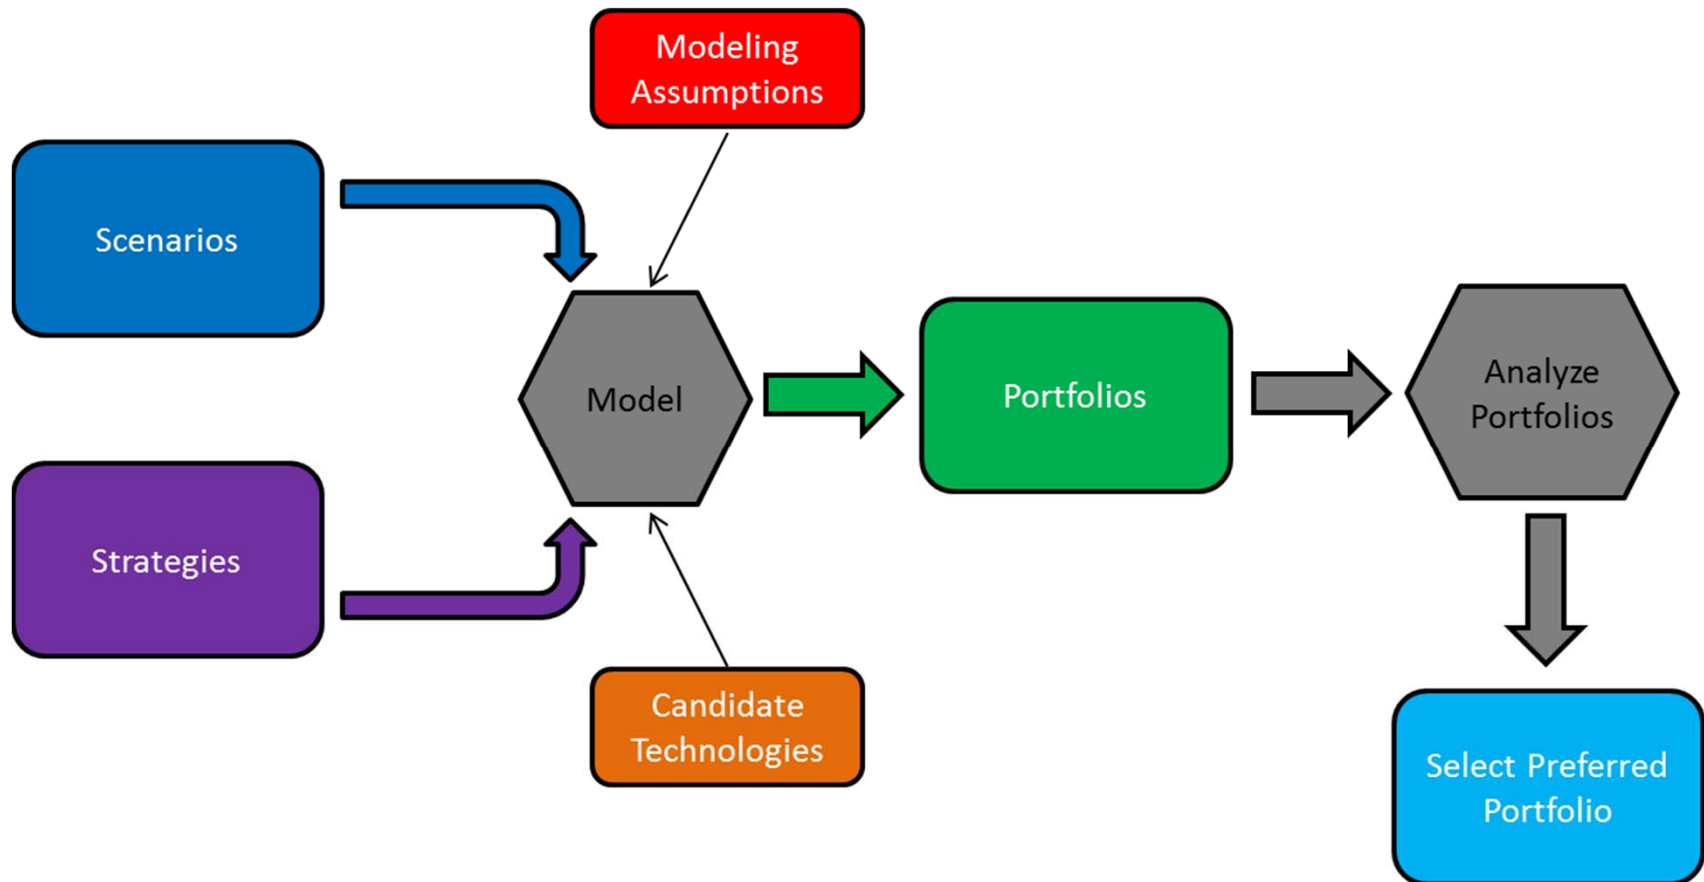 Modeling
Assumptions
Scenarios
Model
Portfolios
Analyze
Portfolios
Strategies
Candidate
Technologies
Select Preferred
Portfolio